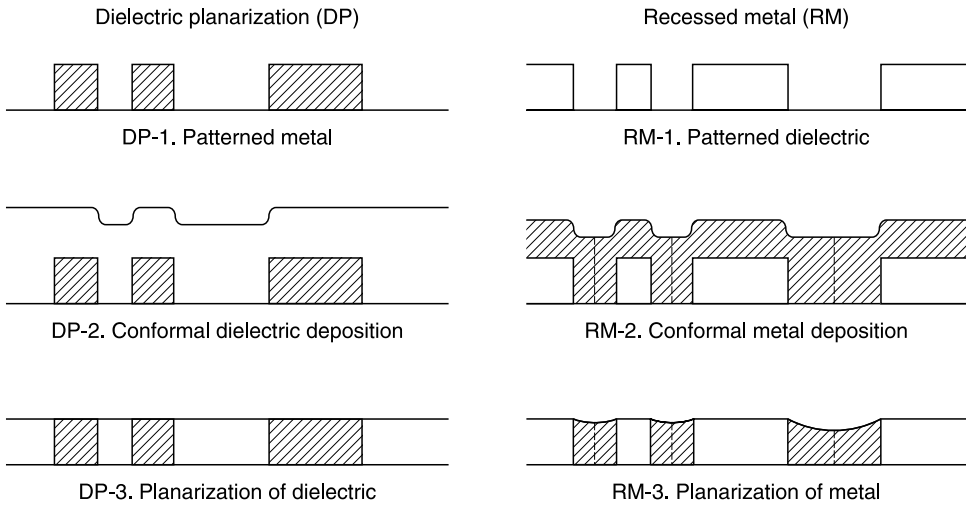 Dielectric planarization (DP)
Recessed metal (RM)
DP-1. Patterned metal
RM-1. Patterned dielectric
DP-2. Conformal dielectric deposition
RM-2. Conformal metal deposition
DP-3. Planarization of dielectric
RM-3. Planarization of metal